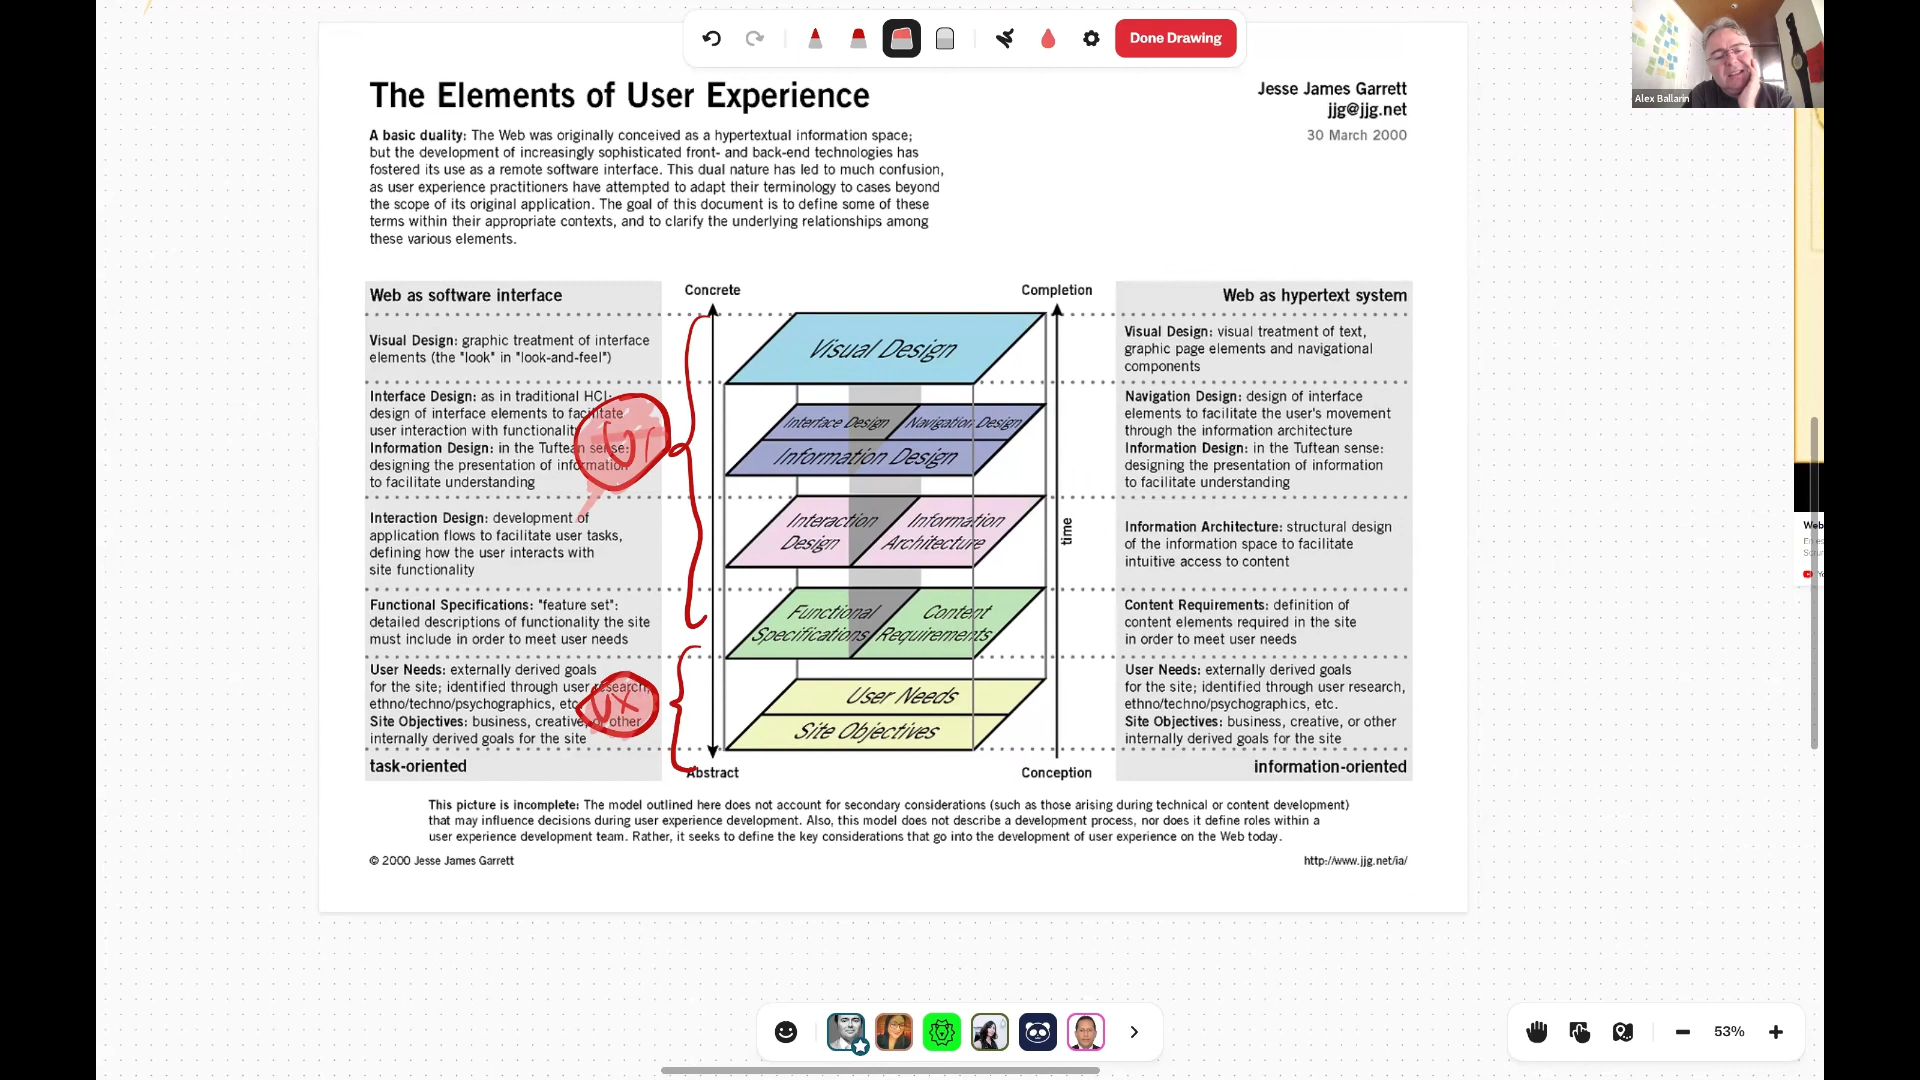 Done Drawing
Alex Ballarin
The Elements of User Experience
Jesse James Garrett
jjg@jjg.net
30 March 2000
A basic duality: The Web was originally conceived as a hypertextual information space;
but the development of increasingly sophisticated front- and back-end technologies has
fostered its use as a remote software interface. This dual nature has led to much confusion,
as user experience practitioners have attempted to adapt their terminology to cases beyond
the scope of its original application. The goal of this document is to define some of these
terms within their appropriate contexts, and to clarify the underlying relationships among
these various elements.
Web as software interface
Visual Design: graphic treatment of interface
elements (the "look" in "look-and-feel")
Interface Design: as in traditional HCI:
design of interface elements to facilitate
user interaction with functionality
Information Design: in the Tuftean sense:
designing the presentation of information
to facilitate understanding
Interaction Design: development of
application flows to facilitate user tasks,
defining how the user interacts with
site functionality
Functional Specifications: "feature set":
detailed descriptions of functionality the site
must include in order to meet user needs
User Needs: externally derived goals
for the site; identified through user research,
ethno/techno/psychographics, etc
Site Objectives: business, creative, or other
internally derived goals for the site
task-oriented
UX
Concrete
Completion
Visual Design
Interface Design
Navigation Design
Information Design
Interaction
Design
Information
Architecture
Functional
Specifications
Content
Requirements
User Needs
Site Objectives
time
Abstract
Conception
Web as hypertext system
Visual Design: visual treatment of text,
graphic page elements and navigational
components
Navigation Design: design of interface
elements to facilitate the user's movement
through the information architecture
Information Design: in the Tuftean sense:
designing the presentation of information
to facilitate understanding
Information Architecture: structural design
of the information space to facilitate
intuitive access to content
Content Requirements: definition of
content elements required in the site
in order to meet user needs
User Needs: externally derived goals
for the site; identified through user research,
ethno/techno/psychographics, etc.
Site Objectives: business, creative, or other
internally derived goals for the site
information-oriented
This picture is incomplete: The model outlined here does not account for secondary considerations (such as those arising during technical or content development)
that may influence decisions during user experience development. Also, this model does not describe a development process, nor does it define roles within a
user experience development team. Rather, it seeks to define the key considerations that go into the development of user experience on the Web today.
© 2000 Jesse James Garrett
http://www.jjg.net/ia/
Web
53%